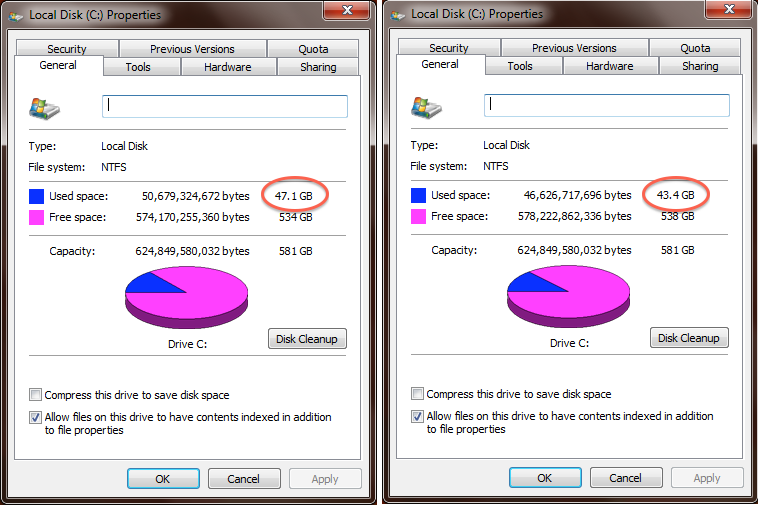 Local Disk (C:) Properties
Security Previous Versions Quota
General Tools Hardware Sharing
Type: Local Disk
File system: NTFS
Used space: 50,679,324,672 bytes 47.1 GB
Free space: 574,170,255,360 bytes 534 GB
Capacity: 624,849,580,032 bytes 581 GB
Drive C:
Disk Cleanup
Compress this drive to save disk space
Allow files on this drive to have contents indexed in addition
to file properties
OK Cancel Apply
Local Disk (C:) Properties
Security Previous Versions Quota
General Tools Hardware Sharing
Type: Local Disk
File system: NTFS
Used space: 46,626,717,696 bytes 43.4 GB
Free space: 578,222,862,336 bytes 538 GB
Capacity: 624,849,580,032 bytes 581 GB
Drive C:
Disk Cleanup
Compress this drive to save disk space
Allow files on this drive to have contents indexed in addition
to file properties
OK Cancel Apply